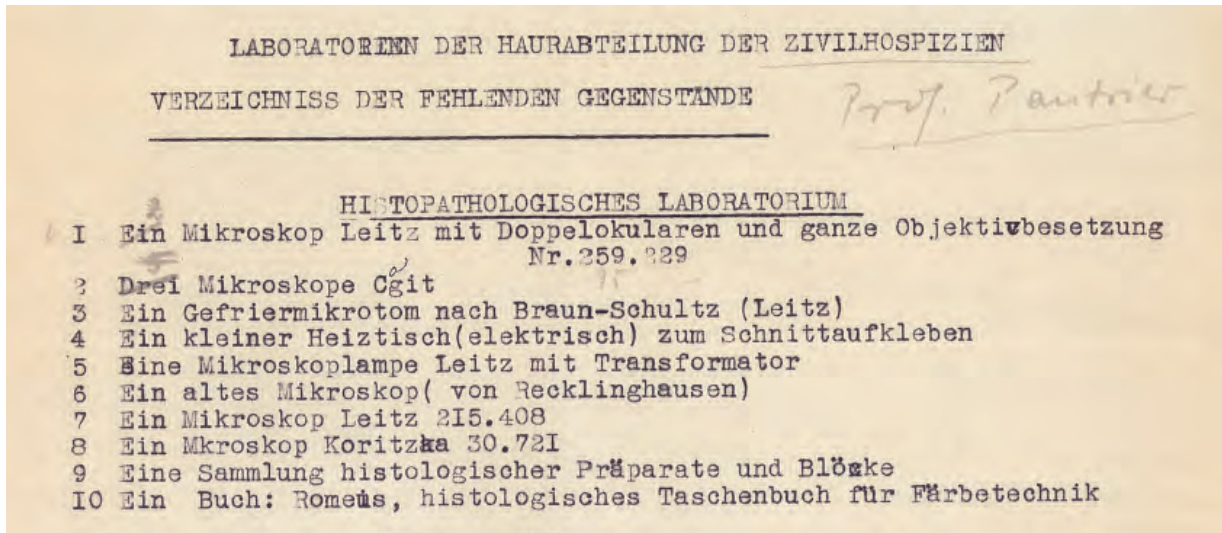 LABORATORIEN DER HAURABTEILUNG DER ZIVILHOSPIZIEN
VERZEICHNISS DER FEHLENDEN GEGENSTÄNDE
Prof. Pautrier
HISTOPATHOLOGISCHES LABORATORIUM
I Ein Mikroskop Leitz mit Doppelokularen und ganze Objektivbesetzung
Nr.259.229
2 Drei Mikroskope Cogit
3 Ein Gefriermikrotom nach Braun-Schultz (Leitz)
4 Ein kleiner Heiztisch(elektrisch) zum Schnittaufkleben
5 Eine Mikroskoplampe Leitz mit Transformator
6 Ein altes Mikroskop( von Recklinghausen)
7 Ein Mikroskop Leitz 2I5.408
8 Ein Mkroskop Koritzka 30.72I
9 Eine Sammlung histologischer Präparate und Blöcke
IO Ein Buch: Romeis, histologisches Taschenbuch für Färbetechnik